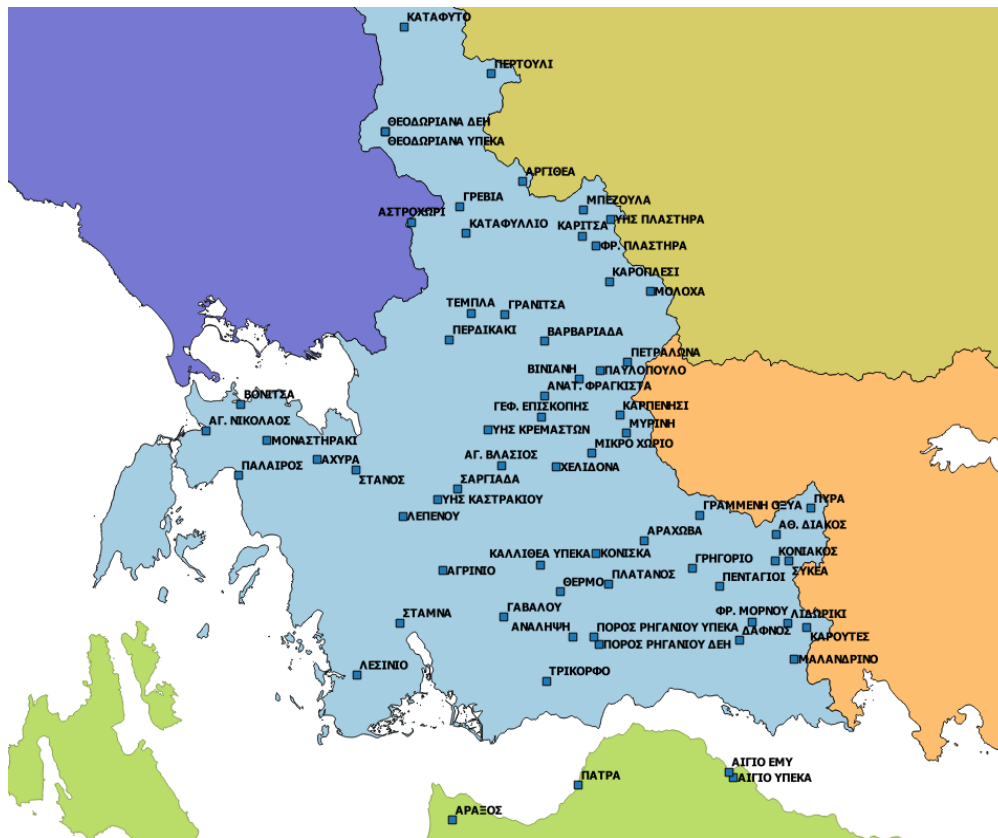 ΚΑΤΑΦΥΤΟ
ΠΕΡΤΟΥΛΙ
ΘΕΟΔΩΡΙΑΝΑ ΔΕΗ
ΘΕΟΔΩΡΙΑΝΑ ΥΠΕΚΑ
ΑΡΓΙΘΕΑ
ΓΡΕΒΙΑ
ΜΠΕΖΟΥΛΑ
ΑΣΤΡΟΧΩΡΙ
ΥΗΣ ΠΛΑΣΤΗΡΑ
ΚΑΤΑΦΥΛΛΙΟ
ΚΑΡΙΤΣΑ
ΦΡ. ΠΛΑΣΤΗΡΑ
ΚΑΡΟΠΛΕΣΙ
ΜΟΛΟΧΑ
ΤΕΜΠΛΑ
ΓΡΑΝΙΤΣΑ
ΠΕΡΔΙΚΑΚΙ
ΒΑΡΒΑΡΙΑΔΑ
ΠΕΤΡΑΛΩΝΑ
ΒΙΝΙΑΝΗ
ΠΑΥΛΟΠΟΥΛΟ
ΑΝΑΤ. ΦΡΑΓΚΙΣΤΑ
ΒΟΝΙΤΣΑ
ΓΕΦ. ΕΠΙΣΚΟΠΗΣ
ΚΑΡΠΕΝΗΣΙ
ΑΓ. ΝΙΚΟΛΑΟΣ
ΥΗΣ ΚΡΕΜΑΣΤΩΝ
ΜΥΡΙΝΗ
ΜΟΝΑΣΤΗΡΑΚΙ
ΜΙΚΡΟ ΧΩΡΙΟ
ΑΧΥΡΑ
ΑΓ. ΒΛΑΣΙΟΣ
ΠΑΛΑΙΡΟΣ
ΧΕΛΙΔΟΝΑ
ΣΤΑΝΟΣ
ΣΑΡΓΙΑΔΑ
ΥΗΣ ΚΑΣΤΡΑΚΙΟΥ
ΓΡΑΜΜΕΝΗ ΟΞΥΑ
ΠΥΡΑ
ΛΕΠΕΝΟΥ
ΑΡΑΧΩΒΑ
ΑΘ. ΔΙΑΚΟΣ
ΚΑΛΛΙΘΕΑ ΥΠΕΚΑ
ΚΟΝΙΣΚΑ
ΚΟΝΙΑΚΟΣ
ΓΡΗΓΟΡΙΟ
ΣΥΚΕΑ
ΑΓΡΙΝΙΟ
ΘΕΡΜΟ
ΠΛΑΤΑΝΟΣ
ΠΕΝΤΑΓΙΟΙ
ΣΤΑΜΝΑ
ΓΑΒΑΛΟΥ
ΦΡ. ΜΟΡΝΟΥ
ΛΙΔΩΡΙΚΙ
ΑΝΑΛΗΨΗ
ΠΟΡΟΣ ΡΗΓΑΝΙΟΥ ΥΠΕΚΑ
ΔΑΦΝΟΣ
ΚΑΡΟΥΤΕΣ
ΠΟΡΟΣ ΡΗΓΑΝΙΟΥ ΔΕΗ
ΜΑΛΑΝΔΡΙΝΟ
ΛΕΣΙΝΙΟ
ΤΡΙΚΟΡΦΟ
ΑΙΓΙΟ ΕΜΥ
ΠΑΤΡΑ
ΑΙΓΙΟ ΥΠΕΚΑ
ΑΡΑΞΟΣ